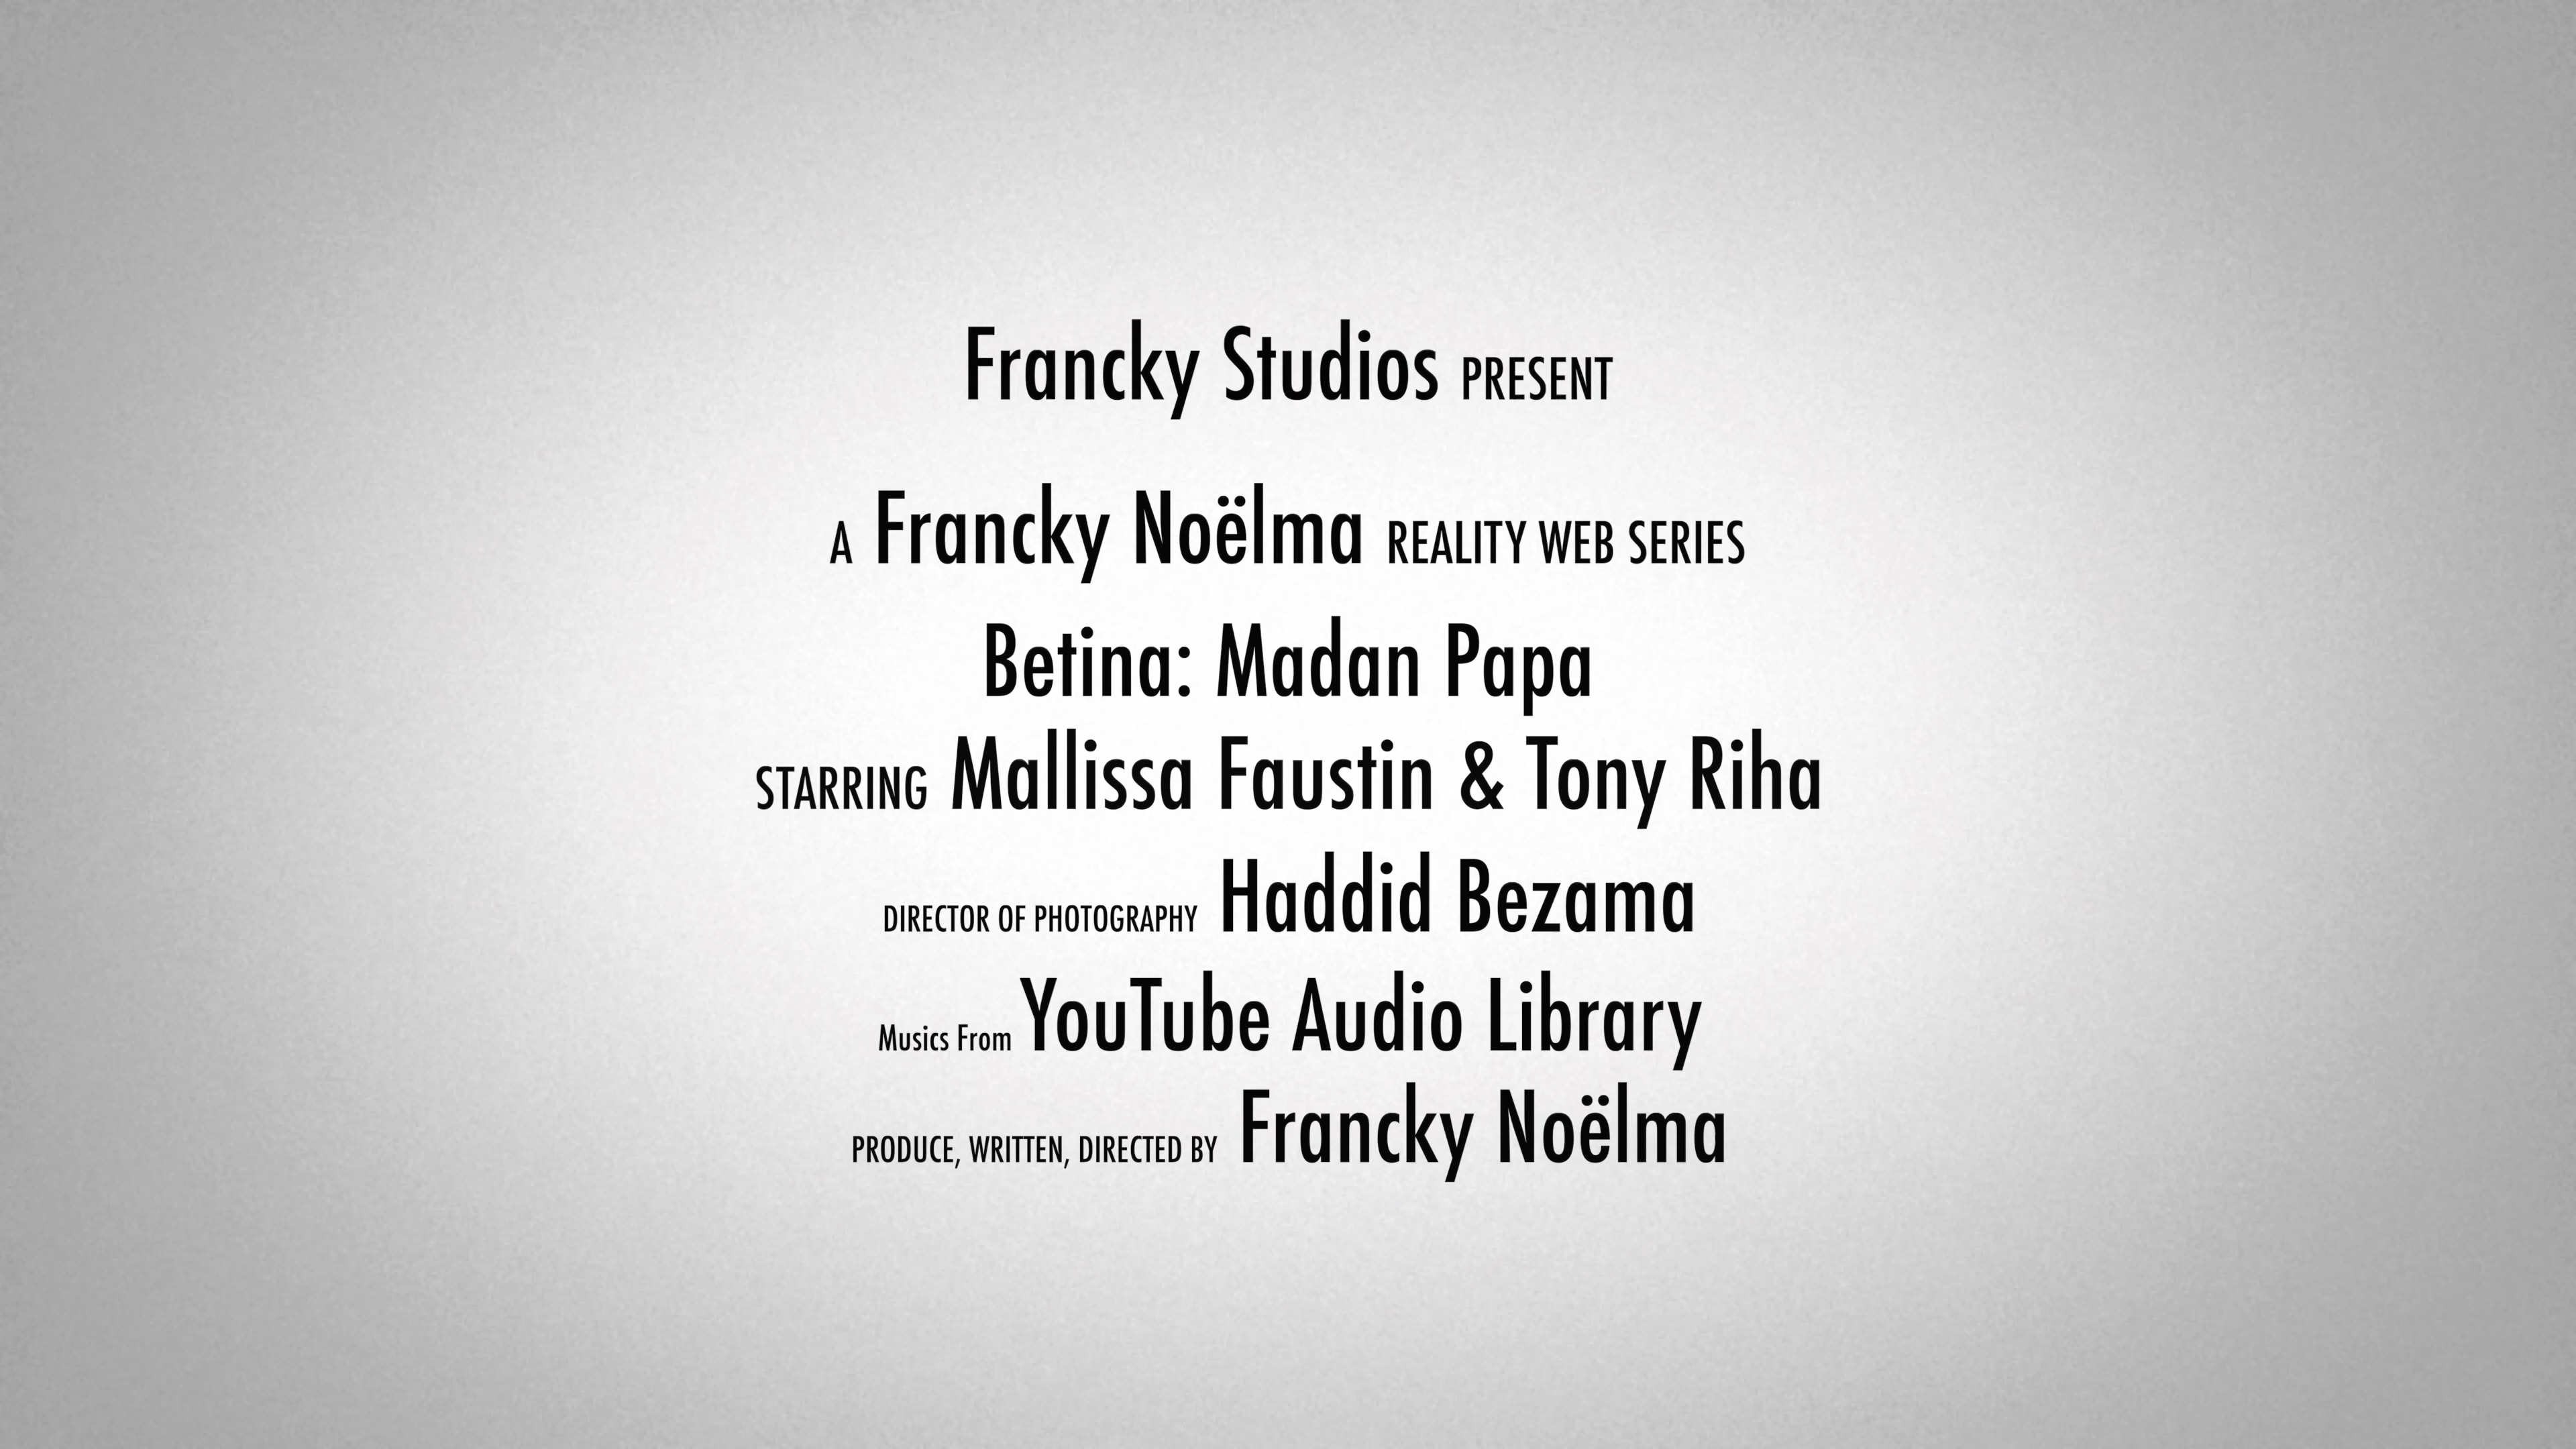 Francky Studios PRESENT
A Francky Noëlma REALITY WEB SERIES
Betina: Madan Papa
STARRING Mallissa Faustin & Tony Riha
DIRECTOR OF PHOTOGRAPHY Haddid Bezama
Musics From YouTube Audio Library
PRODUCE, WRITTEN, DIRECTED BY Francky Noëlma